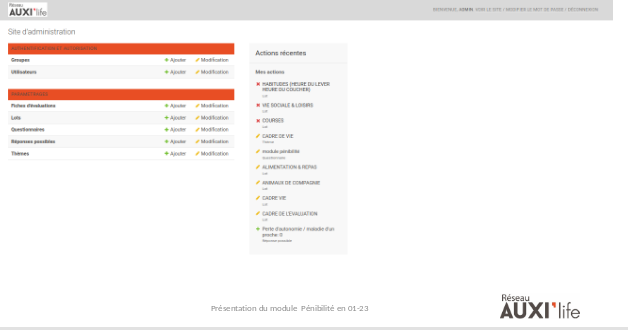 Réseau
AUXI'life
BIENVENUE, ADMIN. VOIR LE SITE / MODIFIER LE MOT DE PASSE / DÉCONNEXION
Site d'administration
AUTHENTIFICATION ET AUTORISATION
Groupes Ajouter Modification
Utilisateurs Ajouter Modification
Fiches d'évaluations Ajouter Modification
Lots Ajouter Modification
Questionnaires Ajouter Modification
Réponses possibles Ajouter Modification
Thèmes Ajouter Modification
Actions récentes
Mes actions
HABITUDES (HEURE DU LEVER
HEURE DU COUCHER)
Lot
VIE SOCIALE & LOISIRS
Lot
COURSES
Lot
CADRE DE VIE
Thème
module pénibilité
Questionnaire
ALIMENTATION & REPAS
Lot
ANIMAUX DE COMPAGNIE
Lot
CADRE VIE
Lot
CADRE DE L'EVALUATION
Lot
Perte d'autonomie / maladie d'un
proche: 0
Réponse possible
Présentation du module Pénibilité en 01-23
Réseau
AUXI'life